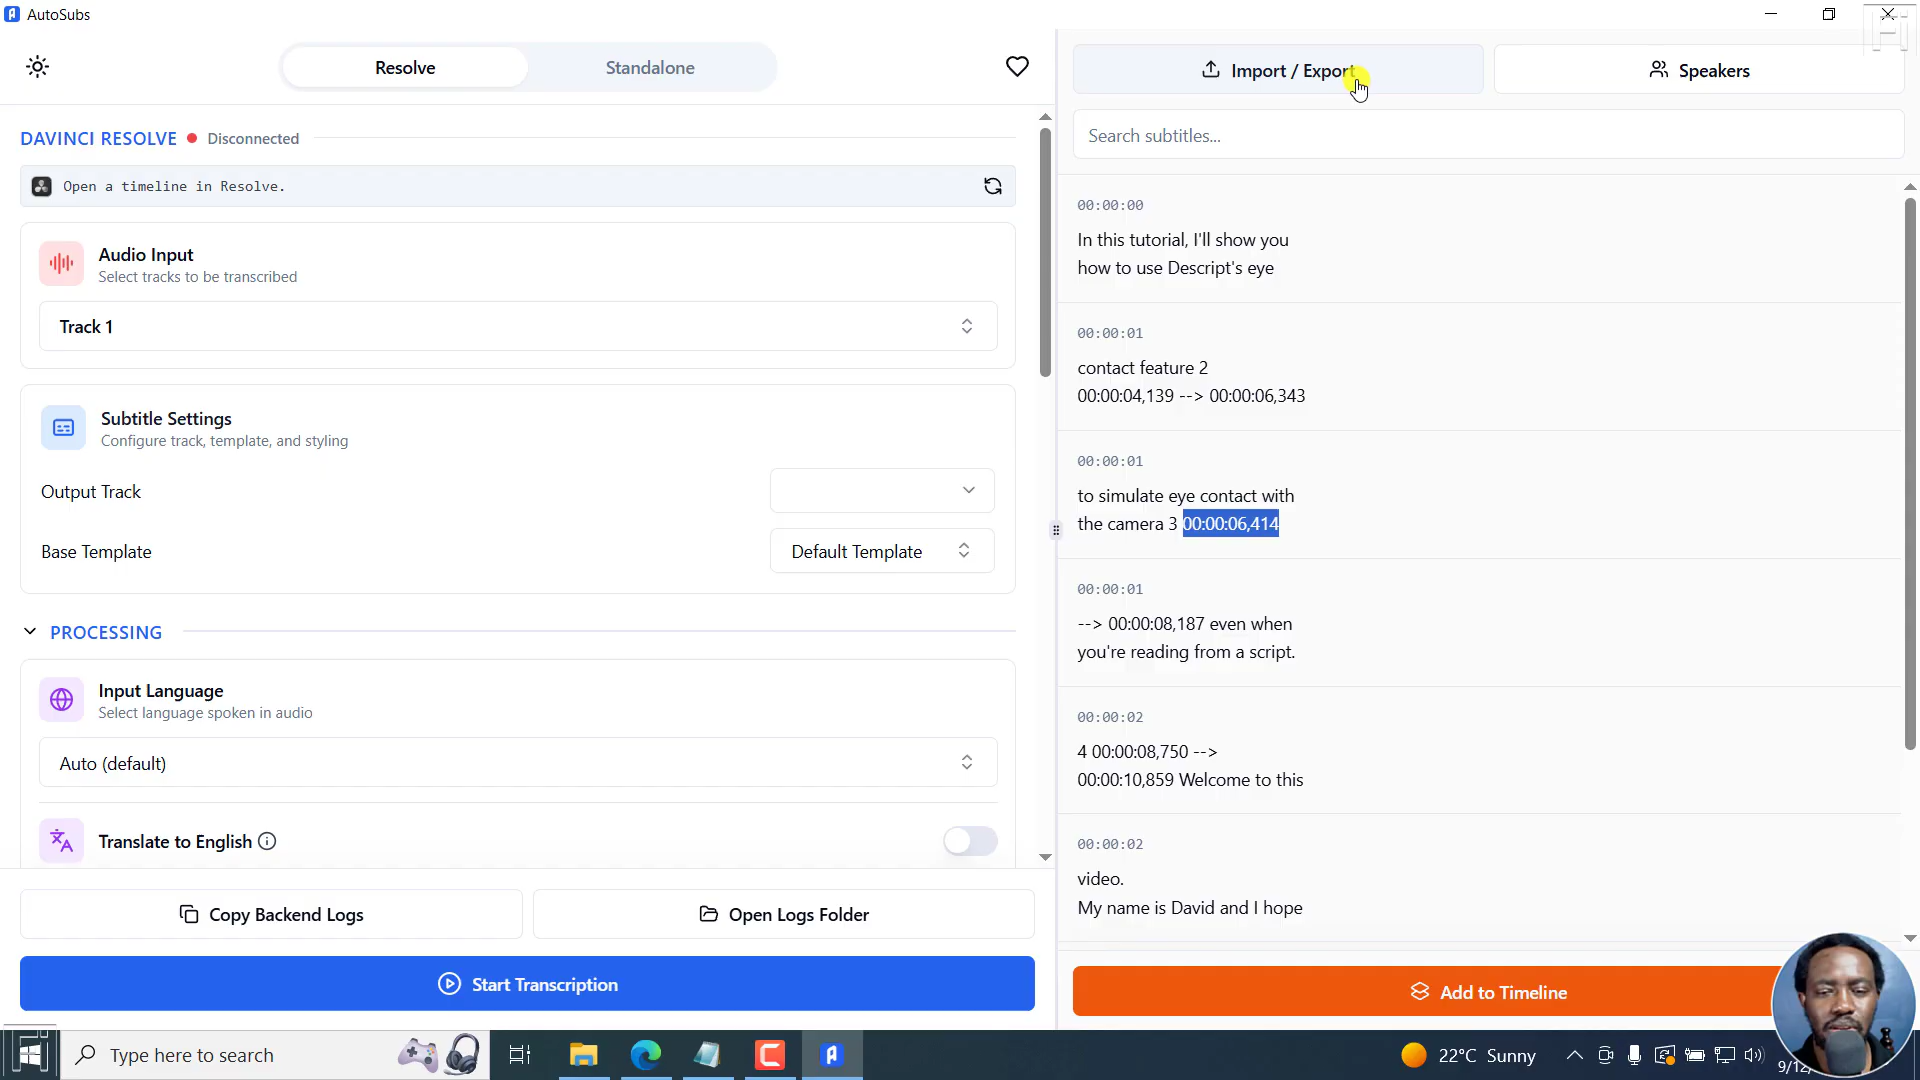 AutoSubs
Resolve
Standalone
Import / Export
Speakers
DAVINCI RESOLVE
Disconnected
Open a timeline in Resolve.
Audio Input
Select tracks to be transcribed
Track 1
Subtitle Settings
Configure track, template, and styling
Output Track
Base Template
Default Template
PROCESSING
Input Language
Select language spoken in audio
Auto (default)
Translate to English
Copy Backend Logs
Open Logs Folder
Start Transcription
Search subtitles...
00:00:00
In this tutorial, I'll show you
how to use Descript's eye
00:00:01
contact feature 2
00:00:04,139 --> 00:00:06,343
00:00:01
to simulate eye contact with
the camera 3 00:00:06,414
00:00:01
--> 00:00:08,187 even when
you're reading from a script.
00:00:02
4 00:00:08,750 -->
00:00:10,859 Welcome to this
00:00:02
video.
My name is David and I hope
Add to Timeline
Type here to search
22°C Sunny
9/12/